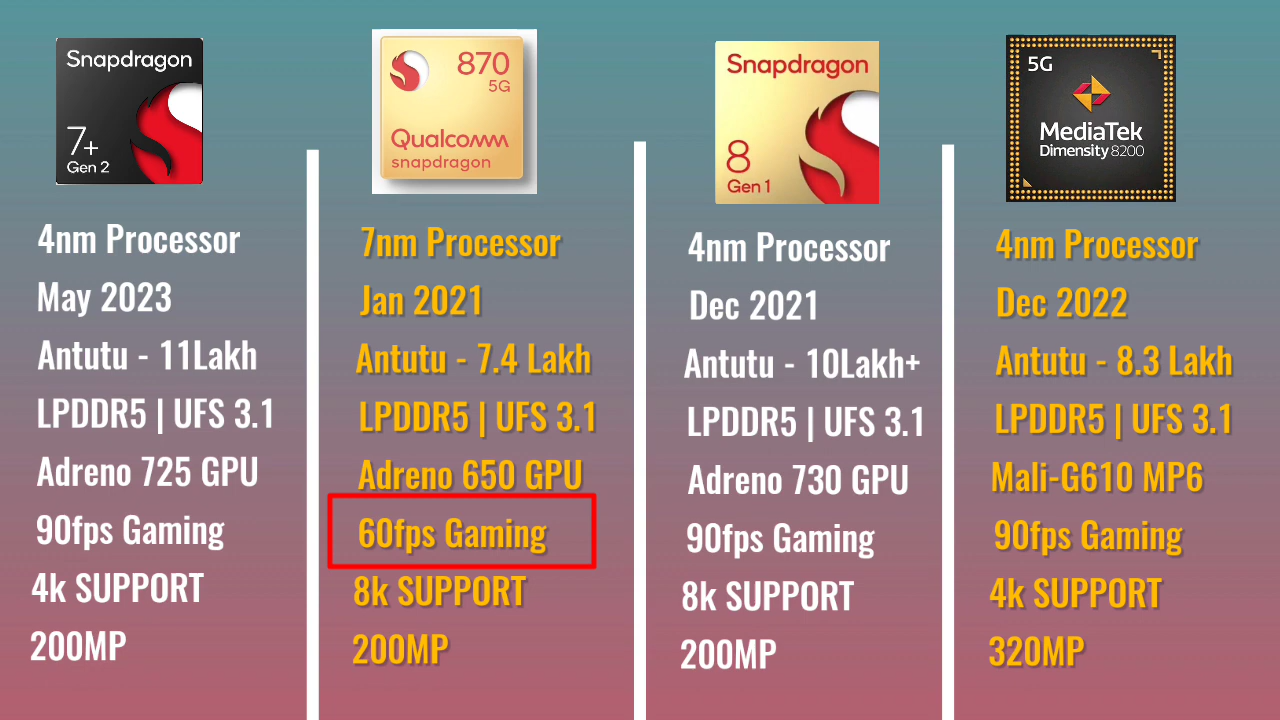 Snapdragon
7+
Gen 2
4nm Processor
May 2023
Antutu - 11Lakh
LPDDR5 | UFS 3.1
Adreno 725 GPU
90fps Gaming
4k SUPPORT
200MP
870
5G
Qualcomm
snapdragon
7nm Processor
Jan 2021
Antutu - 7.4 Lakh
LPDDR5 | UFS 3.1
Adreno 650 GPU
60fps Gaming
8k SUPPORT
200MP
Snapdragon
8
Gen 1
4nm Processor
Dec 2021
Antutu - 10Lakh+
LPDDR5 | UFS 3.1
Adreno 730 GPU
90fps Gaming
8k SUPPORT
200MP
5G
MediaTek
Dimensity 8200
4nm Processor
Dec 2022
Antutu - 8.3 Lakh
LPDDR5 | UFS 3.1
Mali-G610 MP6
90fps Gaming
4k SUPPORT
320MP